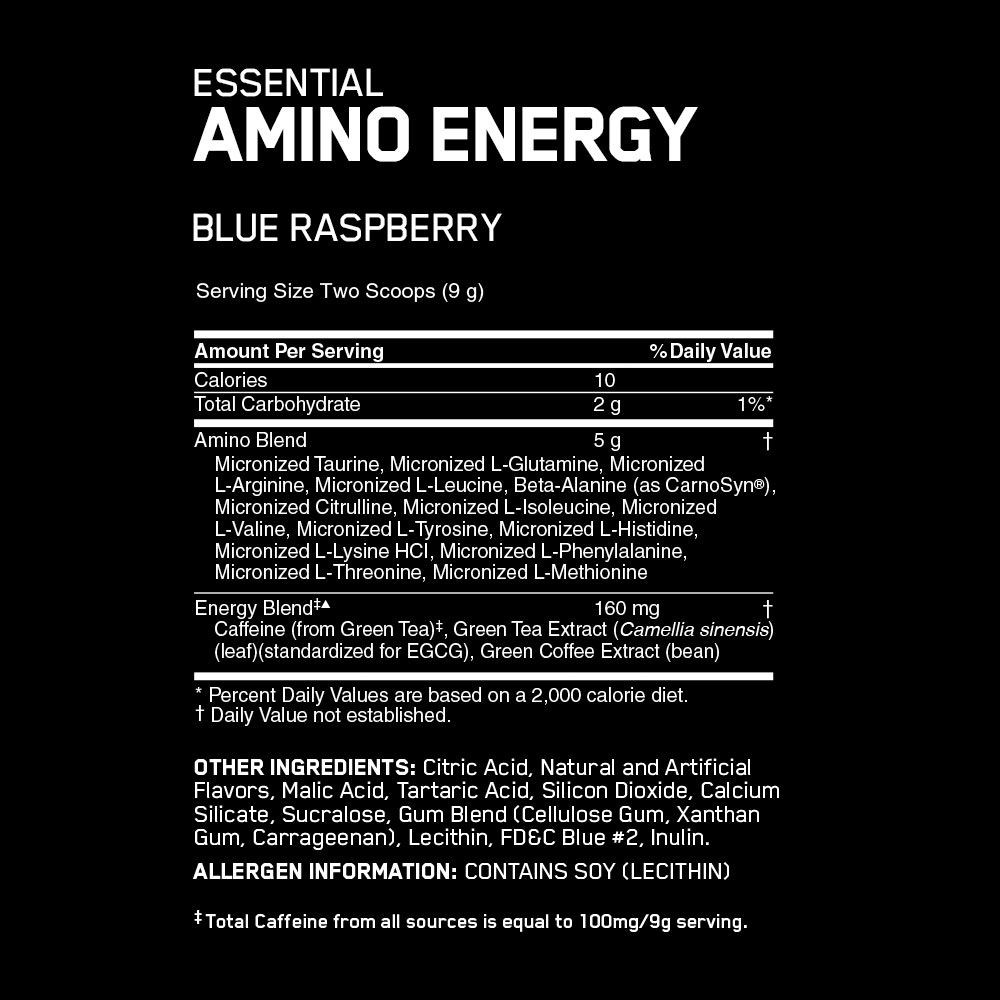 ESSENTIAL
AMINO ENERGY
BLUE RASPBERRY
Serving Size Two Scoops (9 g)
Amount Per Serving %Daily Value
Calories 10
Total Carbohydrate 2 g 1%*
Amino Blend 5 g †
Micronized Taurine, Micronized L-Glutamine, Micronized
L-Arginine, Micronized L-Leucine, Beta-Alanine (as CarnoSyn®),
Micronized Citrulline, Micronized L-Isoleucine, Micronized
L-Valine, Micronized L-Tyrosine, Micronized L-Histidine,
Micronized L-Lysine HCI, Micronized L-Phenylalanine,
Micronized L-Threonine, Micronized L-Methionine
Energy Blend‡▲ 160 mg †
Caffeine (from Green Tea)‡, Green Tea Extract (Camellia sinensis)
(leaf)(standardized for EGCG), Green Coffee Extract (bean)
* Percent Daily Values are based on a 2,000 calorie diet.
† Daily Value not established.
OTHER INGREDIENTS: Citric Acid, Natural and Artificial
Flavors, Malic Acid, Tartaric Acid, Silicon Dioxide, Calcium
Silicate, Sucralose, Gum Blend (Cellulose Gum, Xanthan
Gum, Carrageenan), Lecithin, FD&C Blue #2, Inulin.
ALLERGEN INFORMATION: CONTAINS SOY (LECITHIN)
‡Total Caffeine from all sources is equal to 100mg/9g serving.